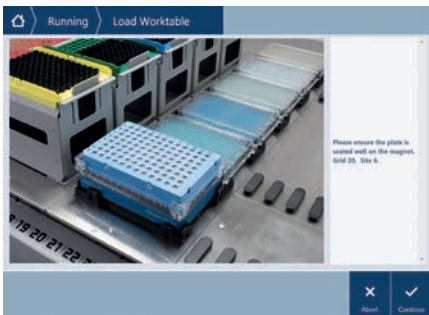 Running
Load Worktable
Please ensure the plate is
seated well on the magnet.
Grid 20, Site 6.
19 20 21 22
Abort
Continue